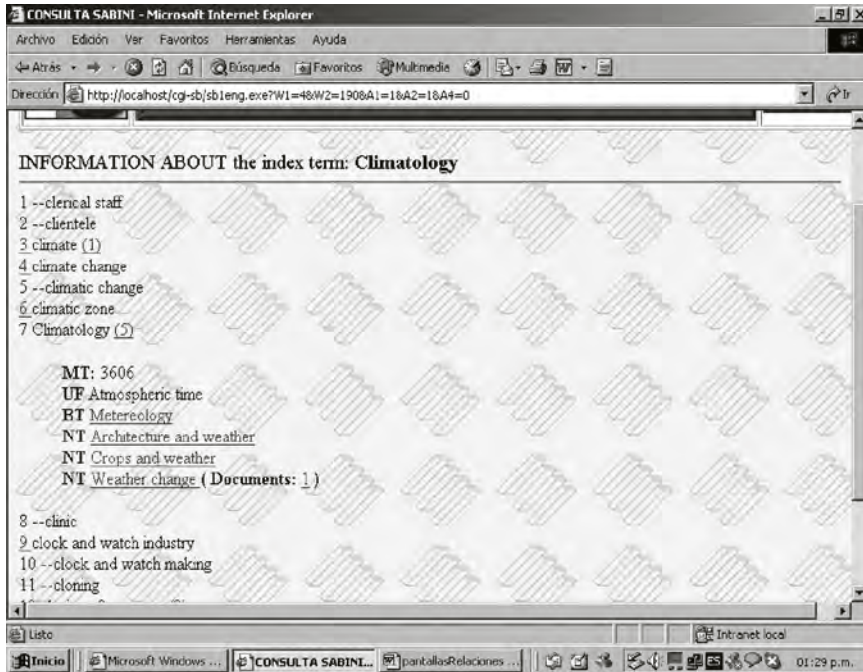 CONSULTA SABINI - Microsoft Internet Explorer
Archivo Edición Ver Favoritos Herramientas Ayuda
Atrás Búsqueda Favoritos Multimedia
Dirección http://localhost/cgi-sb/sb1eng.exe?W1=4&W2=190&A1=1&A2=1&A4=0 Ir
INFORMATION ABOUT the index term: Climatology
1 --clerical staff
2 --clientele
3 climate (1)
4 climate change
5 --climatic change
6 climatic zone
7 Climatology (5)
MT: 3606
UF Atmospheric time
BT Metereology
NT Architecture and weather
NT Crops and weather
NT Weather change ( Documents: 1 )
8 --clinic
9 clock and watch industry
10 --clock and watch making
11 --cloning
Listo Intranet local
Inicio Microsoft Windows ... CONSULTA SABINI... pantallasRelaciones ... ES 01:29 p.m.